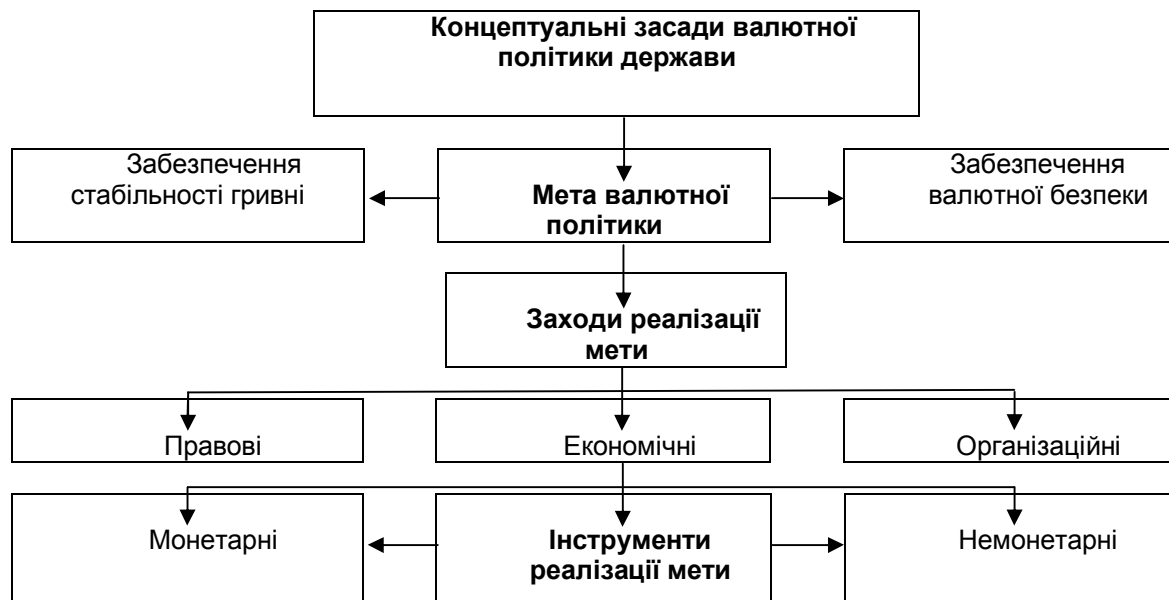 Концептуальні засади валютної
політики держави
Забезпечення
стабільності гривні
Мета валютної
політики
Забезпечення
валютної безпеки
Заходи реалізації
мети
Правові
Економічні
Організаційні
Монетарні
Інструменти
реалізації мети
Немонетарні